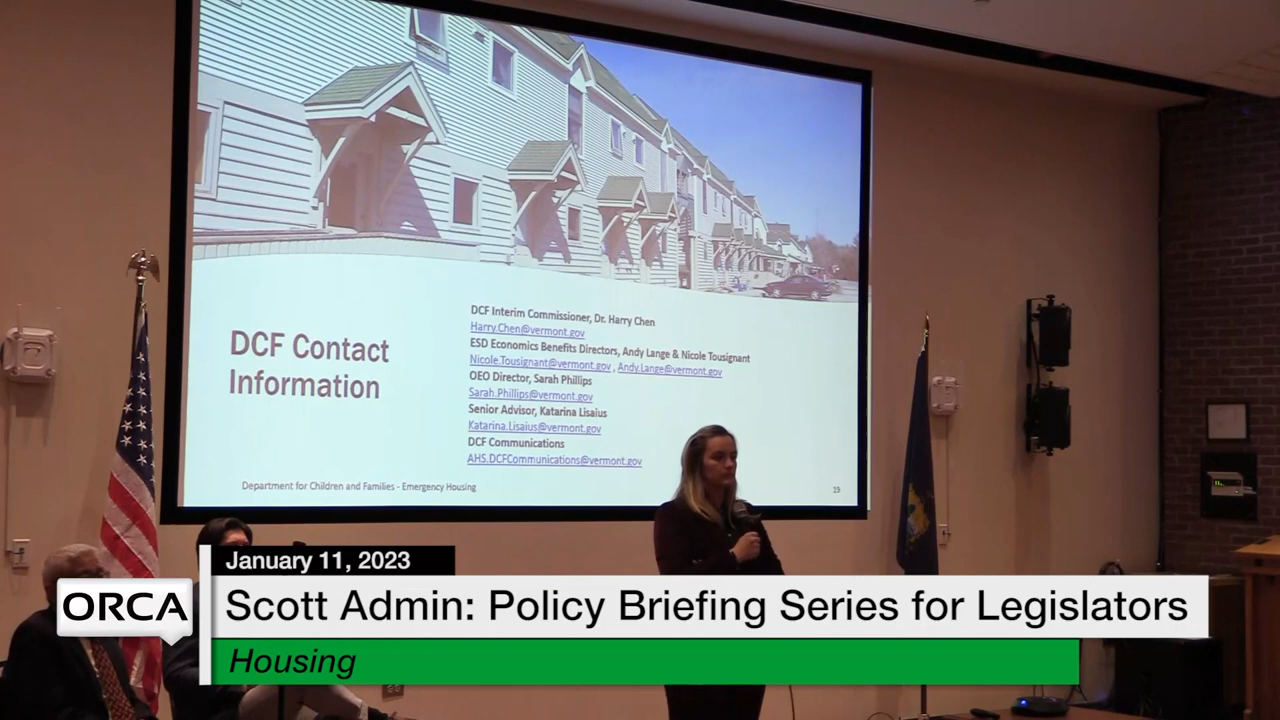 DCF Contact
Information
DCF Interim Commissioner, Dr. Harry Chen
Harry.Chen@vermont.gov
ESD Economics Benefits Directors, Andy Lange & Nicole Tousignant
Nicole.Tousignant@vermont.gov , Andy.Lange@vermont.gov
OEO Director, Sarah Phillips
Sarah.Phillips@vermont.gov
Senior Advisor, Katarina Lisaius
Katarina.Lisaius@vermont.gov
DCF Communications
AHS.DCFCommunications@vermont.gov
Department for Children and Families - Emergency Housing
19
January 11, 2023
ORCA
Scott Admin: Policy Briefing Series for Legislators
Housing